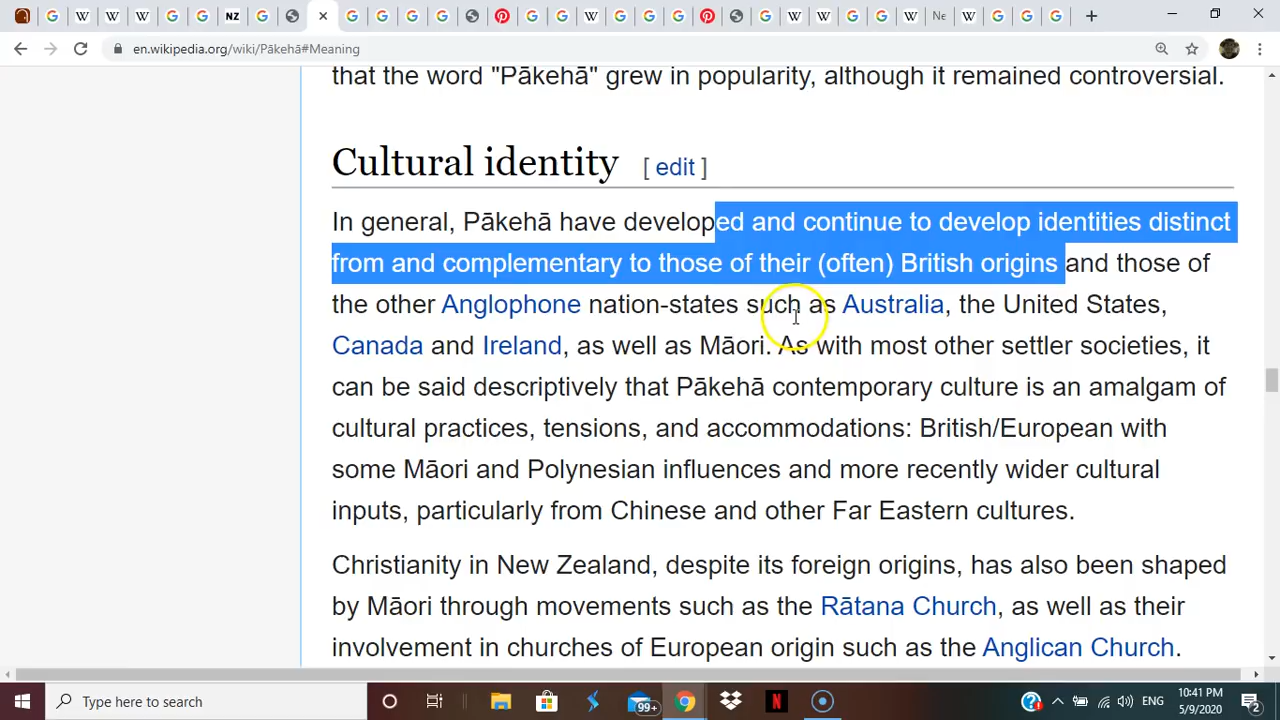 NZ
Ne
en.wikipedia.org/wiki/Pākehā#Meaning
that the word "Pākehā" grew in popularity, although it remained controversial.
Cultural identity [ edit ]
In general, Pākehā have developed and continue to develop identities distinct
from and complementary to those of their (often) British origins and those of
the other Anglophone nation-states such as Australia, the United States,
Canada and Ireland, as well as Māori. As with most other settler societies, it
can be said descriptively that Pākehā contemporary culture is an amalgam of
cultural practices, tensions, and accommodations: British/European with
some Māori and Polynesian influences and more recently wider cultural
inputs, particularly from Chinese and other Far Eastern cultures.
Christianity in New Zealand, despite its foreign origins, has also been shaped
by Māori through movements such as the Rātana Church, as well as their
involvement in churches of European origin such as the Anglican Church.
Type here to search
99+
ENG
10:41 PM
5/9/2020
2